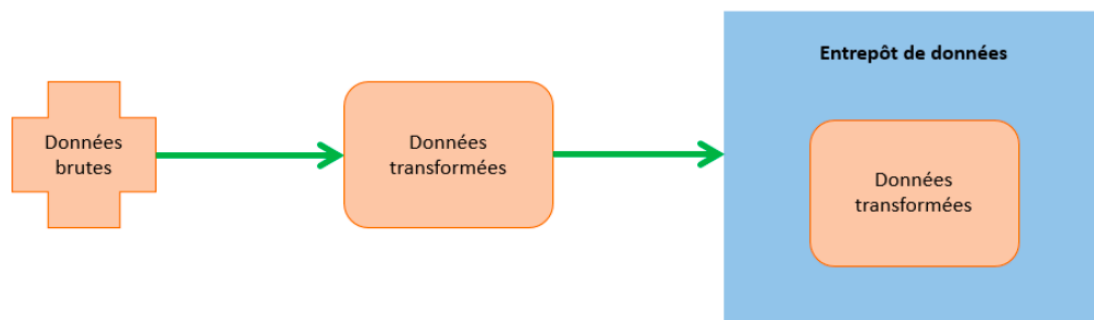 Entrepôt de données
Données
brutes
Données
transformées
Données
transformées